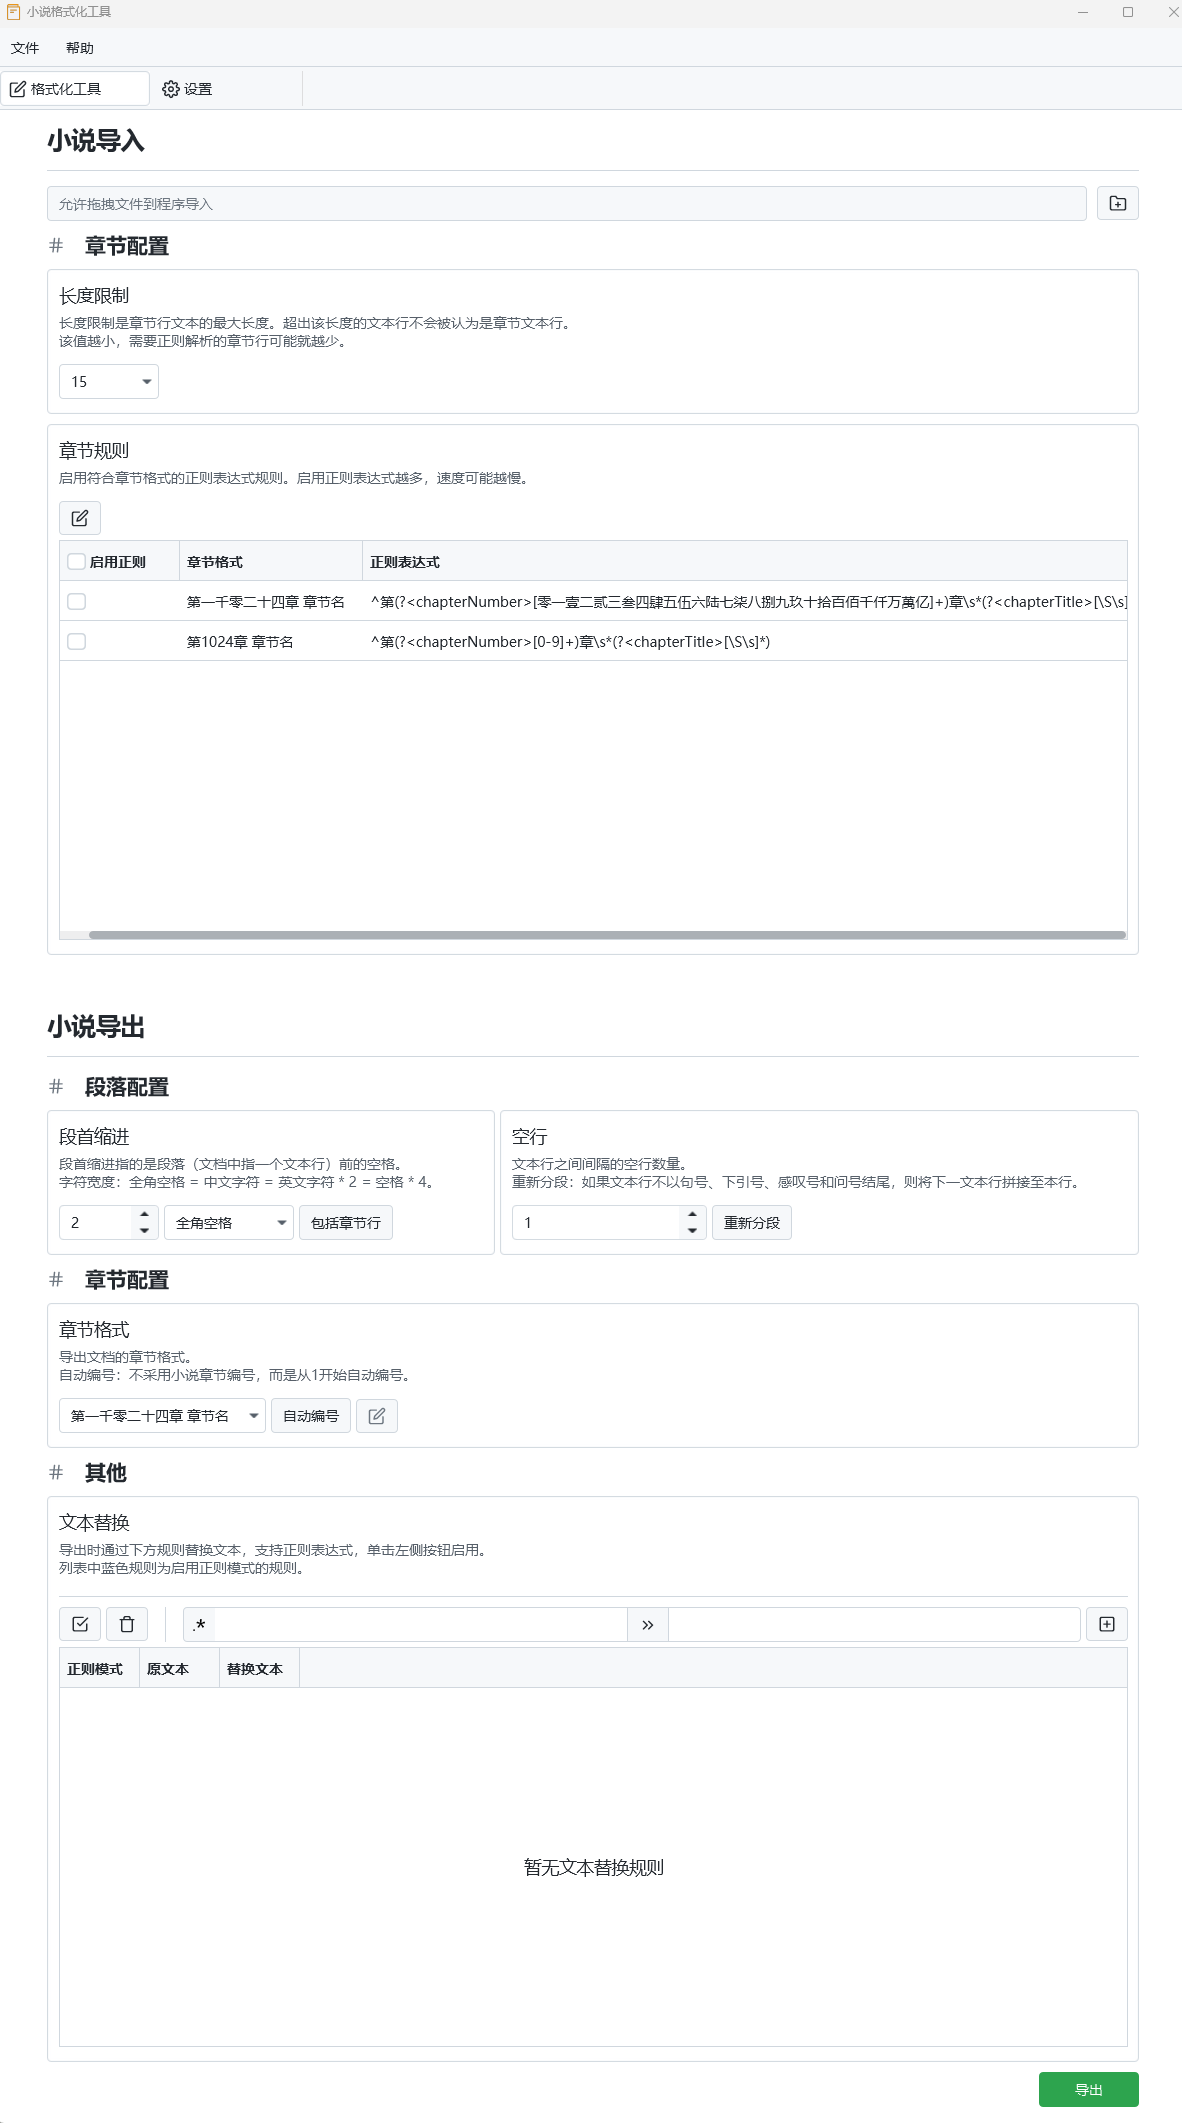 小说格式化工具
文件 帮助
格式化工具 设置
小说导入
允许拖拽文件到程序导入
# 章节配置
长度限制
长度限制是章节行文本的最大长度。超出该长度的文本行不会被认为是章节文本行。
该值越小，需要正则解析的章节行可能就越少。
15
章节规则
启用符合章节格式的正则表达式规则。启用正则表达式越多，速度可能越慢。
启用正则 章节格式 正则表达式
第一千零二十四章 章节名 ^第(?<chapterNumber>[零一壹二贰三叁四肆五伍六陆七柒八捌九玖十拾百佰千仟万萬亿]+)章\s*(?<chapterTitle>[\S\s]
第1024章 章节名 ^第(?<chapterNumber>[0-9]+)章\s*(?<chapterTitle>[\S\s]*)
小说导出
# 段落配置
段首缩进
段首缩进指的是段落（文档中指一个文本行）前的空格。
字符宽度：全角空格 = 中文字符 = 英文字符 * 2 = 空格 * 4。
2 全角空格 包括章节行
空行
文本行之间间隔的空行数量。
重新分段：如果文本行不以句号、下引号、感叹号和问号结尾，则将下一文本行拼接至本行。
1 重新分段
# 章节配置
章节格式
导出文档的章节格式。
自动编号：不采用小说章节编号，而是从1开始自动编号。
第一千零二十四章 章节名 自动编号
# 其他
文本替换
导出时通过下方规则替换文本，支持正则表达式，单击左侧按钮启用。
列表中蓝色规则为启用正则模式的规则。
.* »
正则模式 原文本 替换文本
暂无文本替换规则
导出